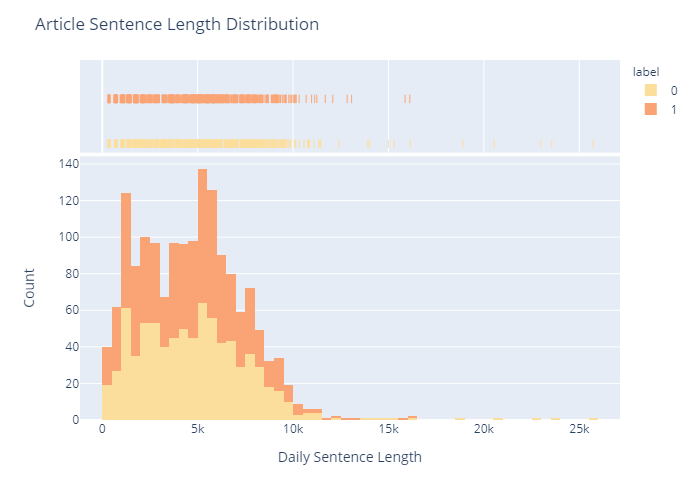 Article Sentence Length Distribution
label
0
1
140
120
100
80
60
40
20
0
Count
0 5k 10k 15k 20k 25k
Daily Sentence Length